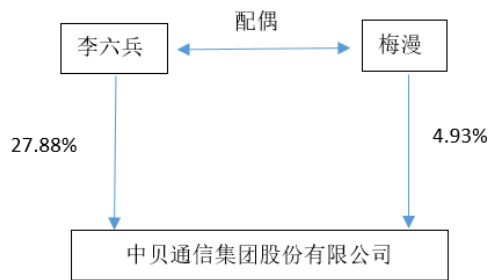 配偶
李六兵
梅漫
27.88%
4.93%
中贝通信集团股份有限公司